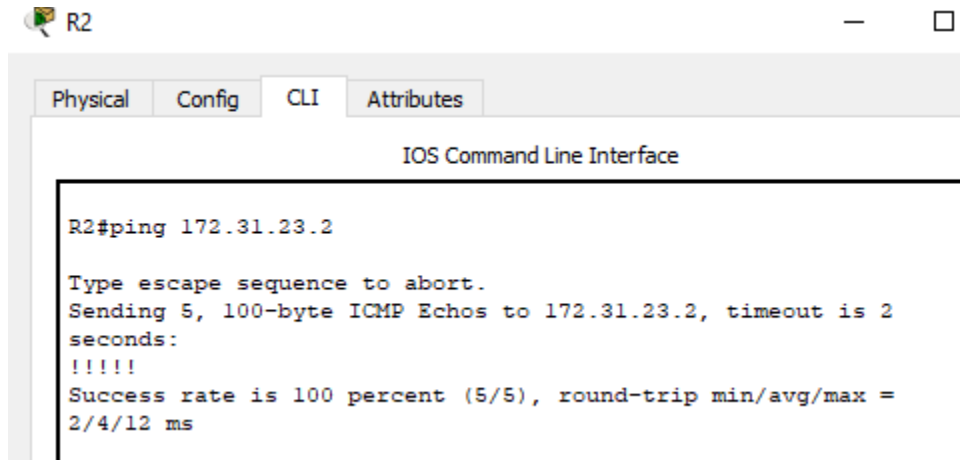 R2
Physical Config CLI Attributes
IOS Command Line Interface
R2#ping 172.31.23.2
Type escape sequence to abort.
Sending 5, 100-byte ICMP Echos to 172.31.23.2, timeout is 2
seconds:
!!!!!
Success rate is 100 percent (5/5), round-trip min/avg/max =
2/4/12 ms